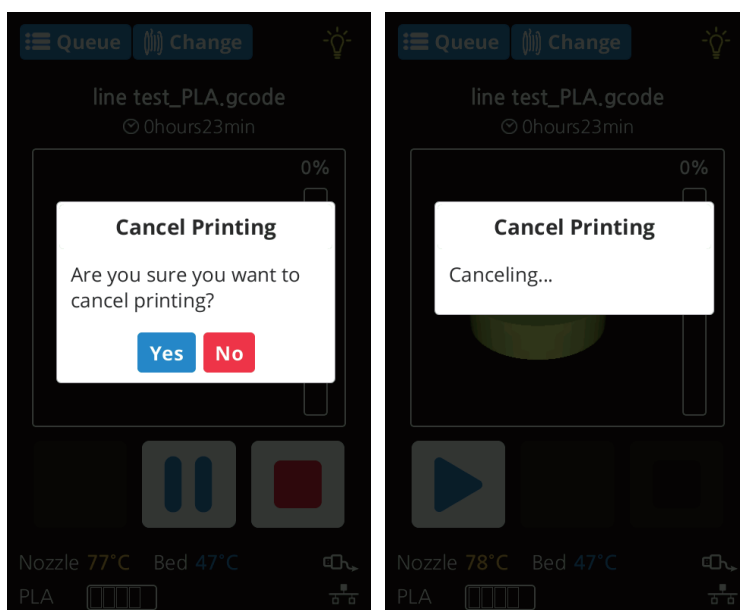 Queue Change
line test_PLA.gcode
0hours23min
0%
Cancel Printing
Are you sure you want to
cancel printing?
Yes No
Nozzle 77°C Bed 47°C
PLA
Queue Change
line test_PLA.gcode
0hours23min
0%
Cancel Printing
Canceling...
Nozzle 78°C Bed 47°C
PLA